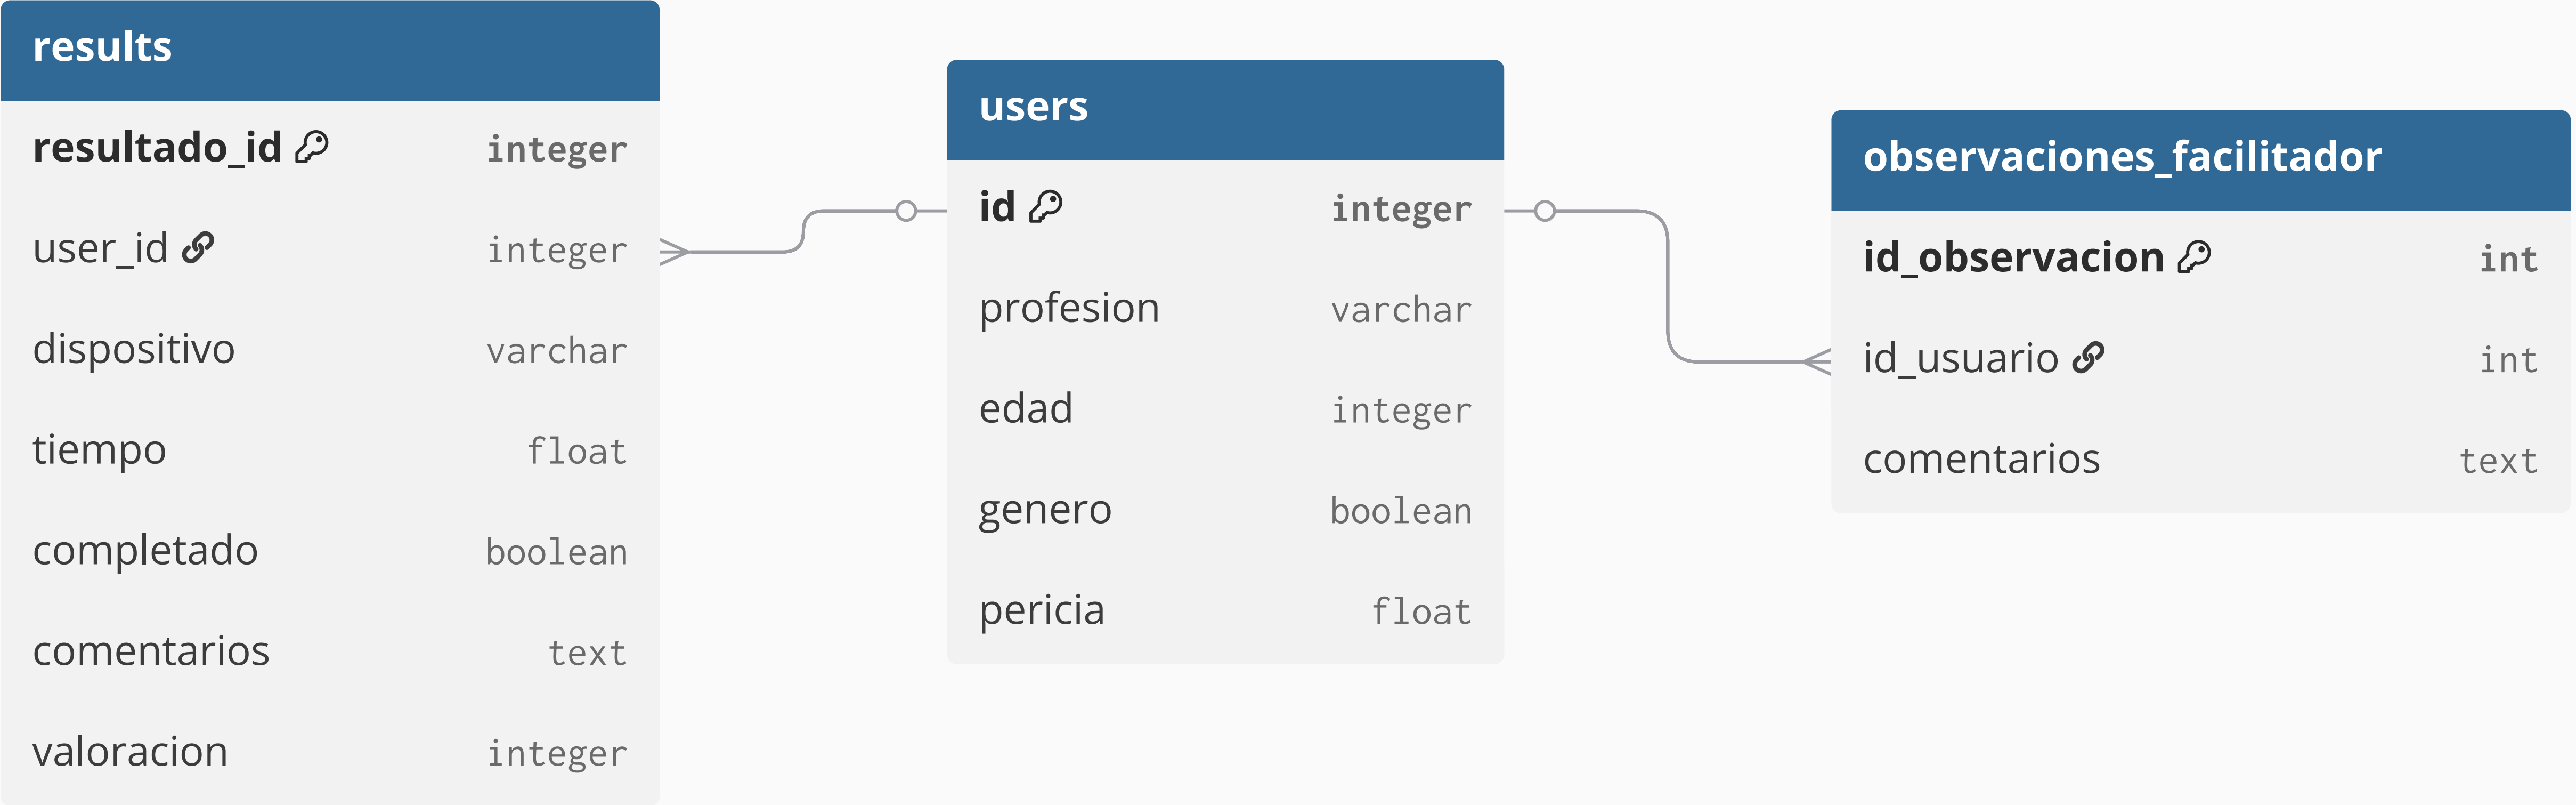 results
resultado_id integer
user_id integer
dispositivo varchar
tiempo float
completado boolean
comentarios text
valoracion integer
users
id integer
profesion varchar
edad integer
genero boolean
pericia float
observaciones_facilitador
id_observacion int
id_usuario int
comentarios text